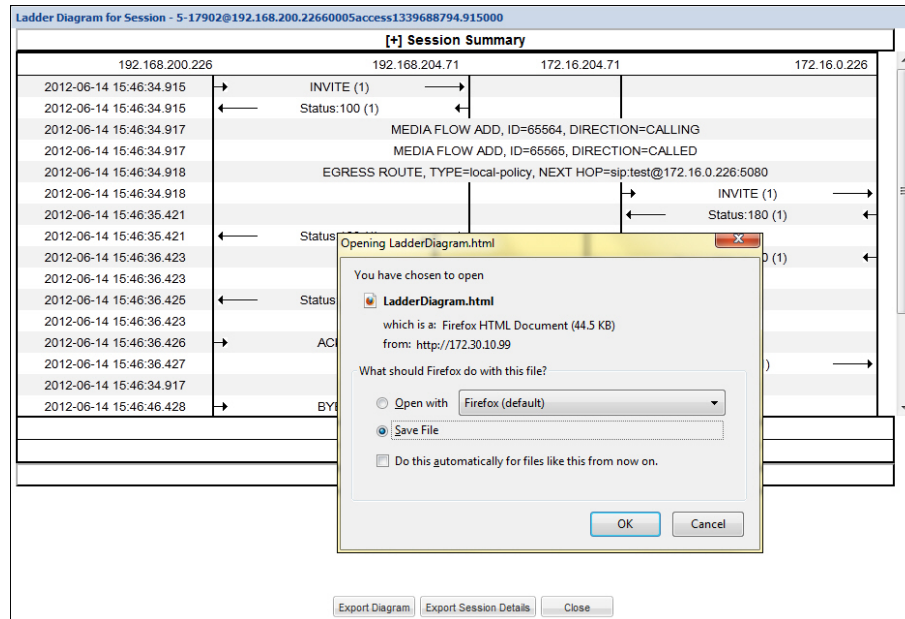 Ladder Diagram for Session - 5-17902@192.168.200.22660005access1339688794.915000
[+] Session Summary
192.168.200.226 192.168.204.71 172.16.204.71 172.16.0.226
2012-06-14 15:46:34.915 INVITE (1)
2012-06-14 15:46:34.915 Status:100 (1)
2012-06-14 15:46:34.917 MEDIA FLOW ADD, ID=65564, DIRECTION=CALLING
2012-06-14 15:46:34.917 MEDIA FLOW ADD, ID=65565, DIRECTION=CALLED
2012-06-14 15:46:34.918 EGRESS ROUTE, TYPE=local-policy, NEXT HOP=sip:test@172.16.0.226:5080
2012-06-14 15:46:34.918 INVITE (1)
2012-06-14 15:46:35.421 Status:180 (1)
2012-06-14 15:46:35.421 Status
2012-06-14 15:46:36.423 0 (1)
2012-06-14 15:46:36.423
2012-06-14 15:46:36.425 Status
2012-06-14 15:46:36.423
2012-06-14 15:46:36.426
2012-06-14 15:46:36.427 )
2012-06-14 15:46:34.917
2012-06-14 15:46:46.428
Opening LadderDiagram.html
You have chosen to open
LadderDiagram.html
which is a: Firefox HTML Document (44.5 KB)
from: http://172.30.10.99
What should Firefox do with this file?
Open with Firefox (default)
Save File
Do this automatically for files like this from now on.
OK Cancel
Export Diagram Export Session Details Close